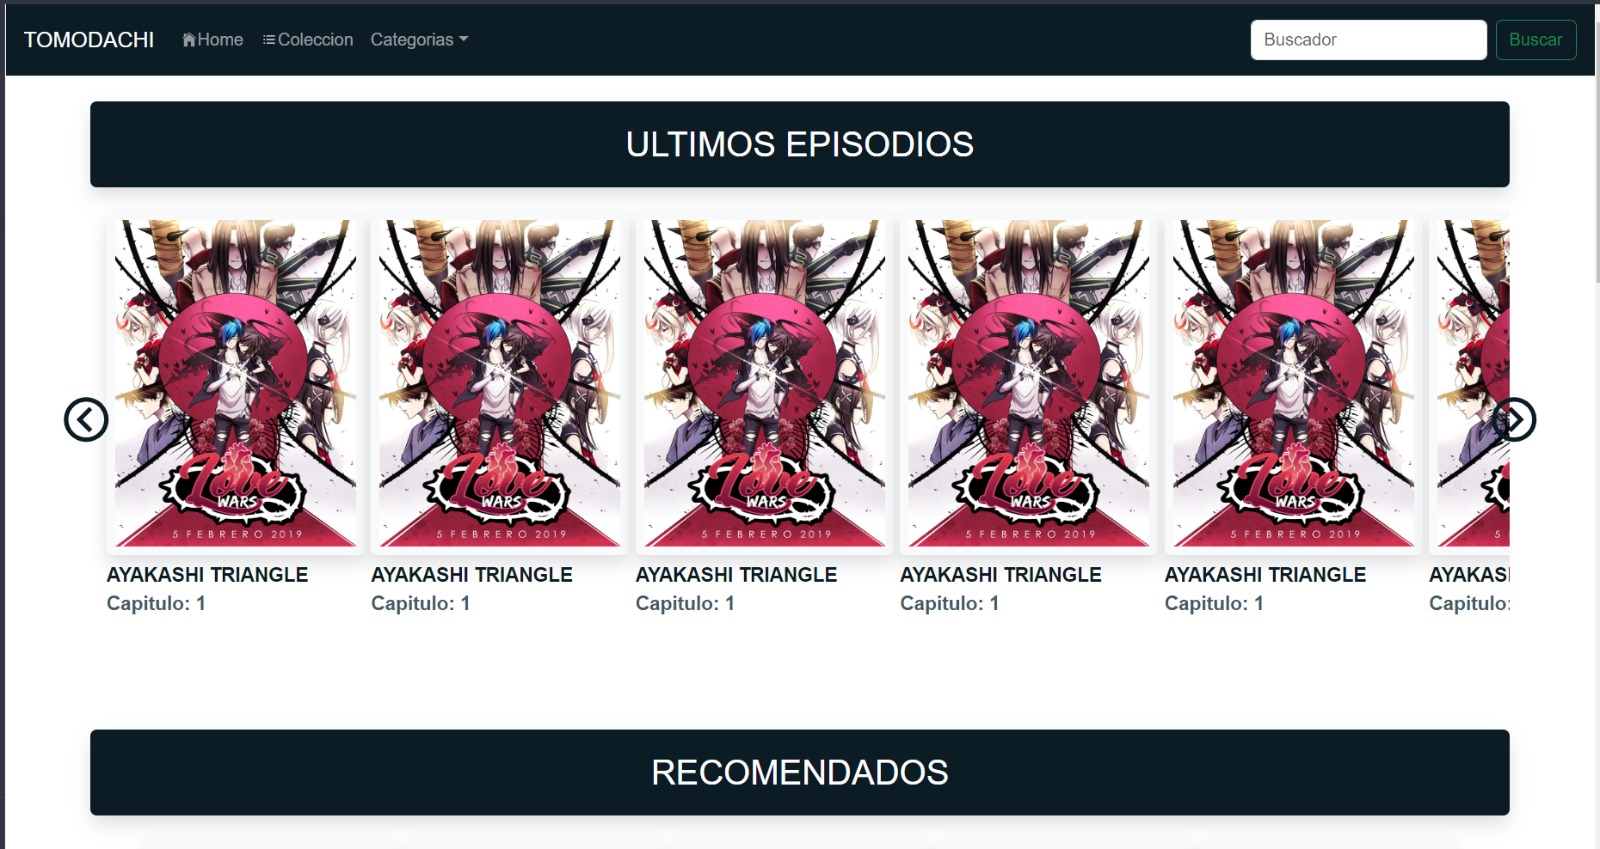 TOMODACHI Home Coleccion Categorias Buscador Buscar
ULTIMOS EPISODIOS
Love Love Love Love Love
WARS WARS WARS WARS WARS
5 FEBRERO 2019 5 FEBRERO 2019 5 FEBRERO 2019 5 FEBRERO 2019 5 FEBRERO 2019 5
AYAKASHI TRIANGLE AYAKASHI TRIANGLE AYAKASHI TRIANGLE AYAKASHI TRIANGLE AYAKASHI TRIANGLE AYAKAS
Capitulo: 1 Capitulo: 1 Capitulo: 1 Capitulo: 1 Capitulo: 1 Capitulo:
RECOMENDADOS